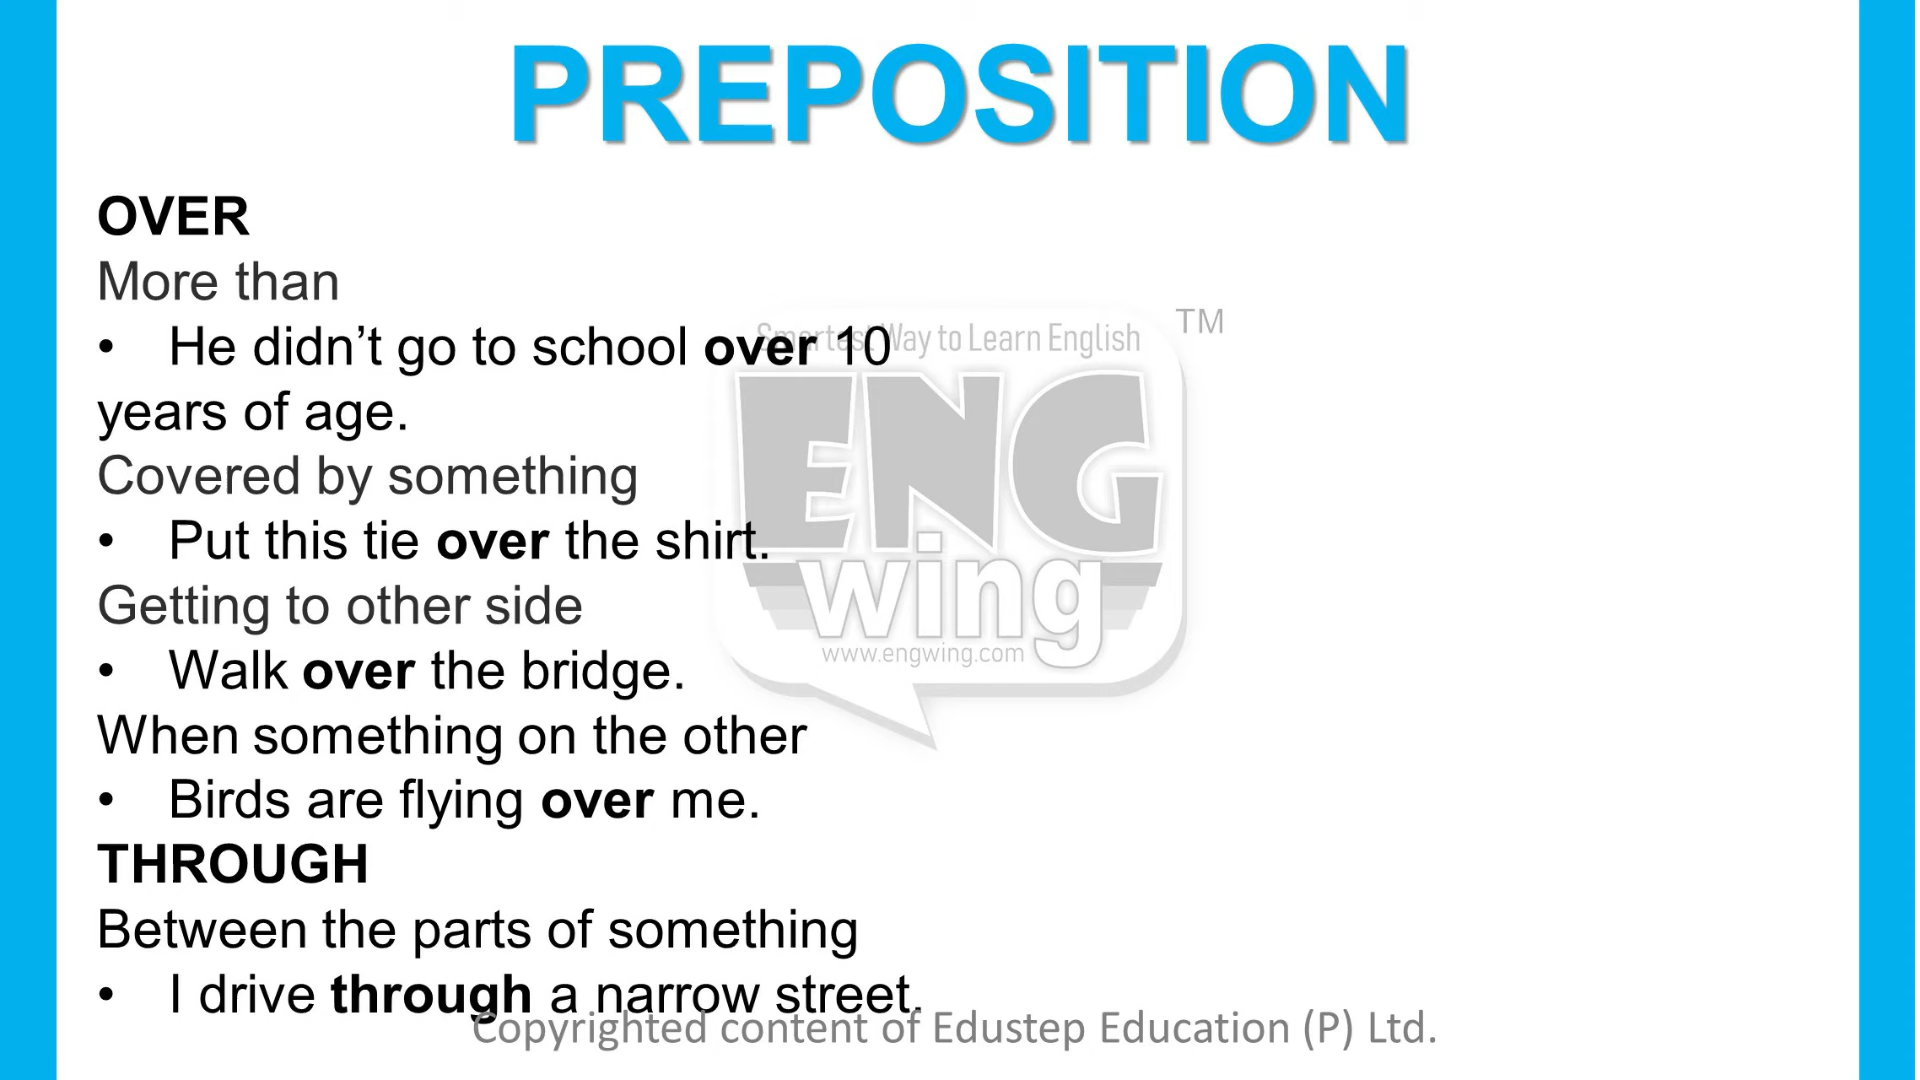 PREPOSITION
OVER
More than
• He didn’t go to school over 10
years of age.
Covered by something
• Put this tie over the shirt.
Getting to other side
• Walk over the bridge.
When something on the other
• Birds are flying over me.
THROUGH
Between the parts of something
• I drive through a narrow street.
Smartest Way to Learn English
TM
ENG
wing
www.engwing.com
Copyrighted content of Edustep Education (P) Ltd.